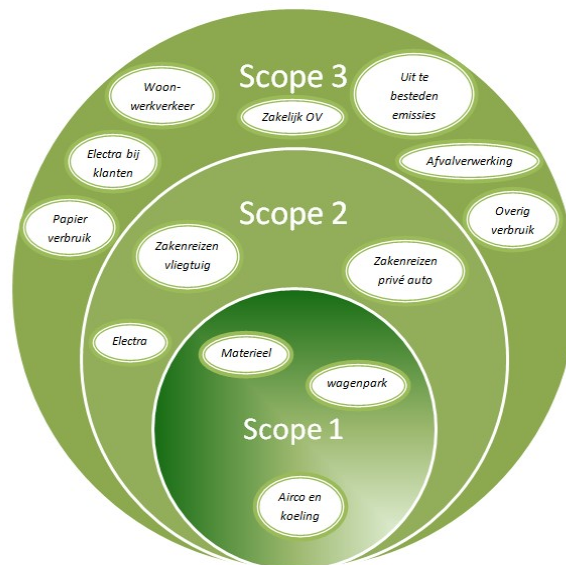 Scope 3
Woon-
werkverkeer
Zakelijk OV
Uit te
besteden
emissies
Electra bij
klanten
Afvalverwerking
Papier
verbruik
Overig
verbruik
Scope 2
Zakenreizen
vliegtuig
Zakenreizen
privé auto
Electra
Materieel
wagenpark
Scope 1
Airco en
koeling